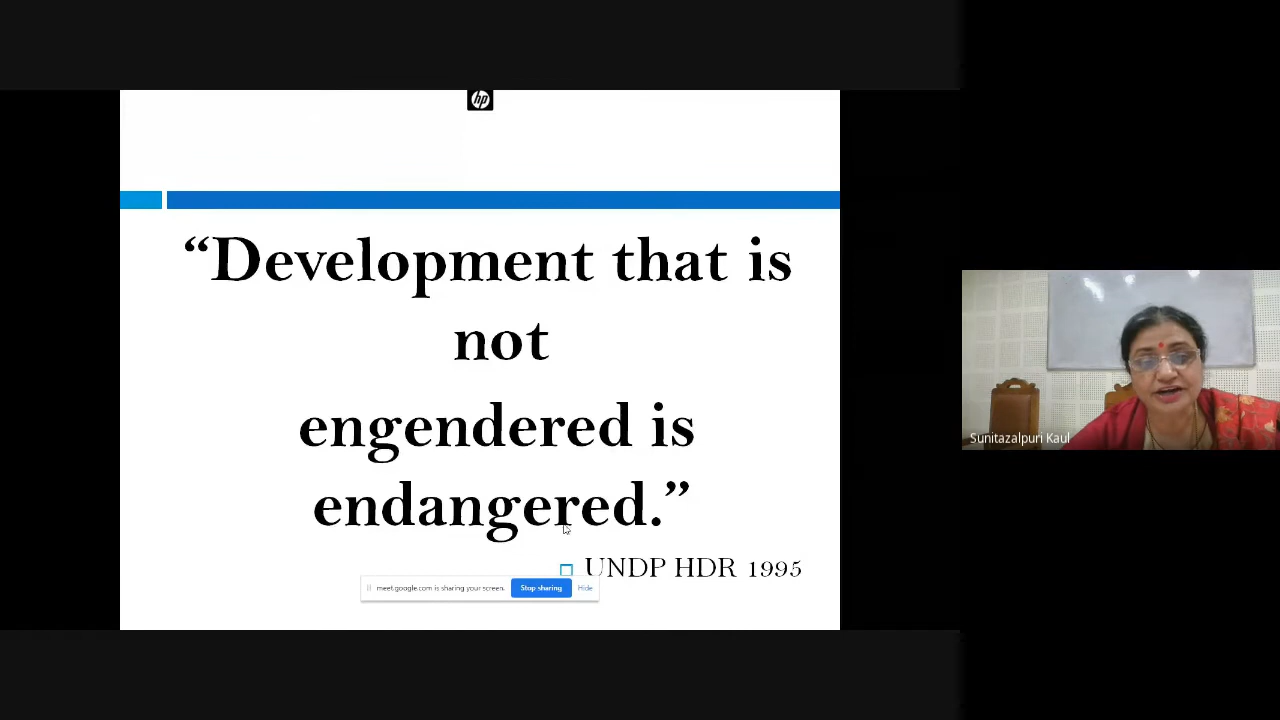 hp
“Development that is
not
engendered is
endangered.”
UNDP HDR 1995
meet.google.com is sharing your screen.
Stop sharing
Hide
Sunitazalpuri Kaul